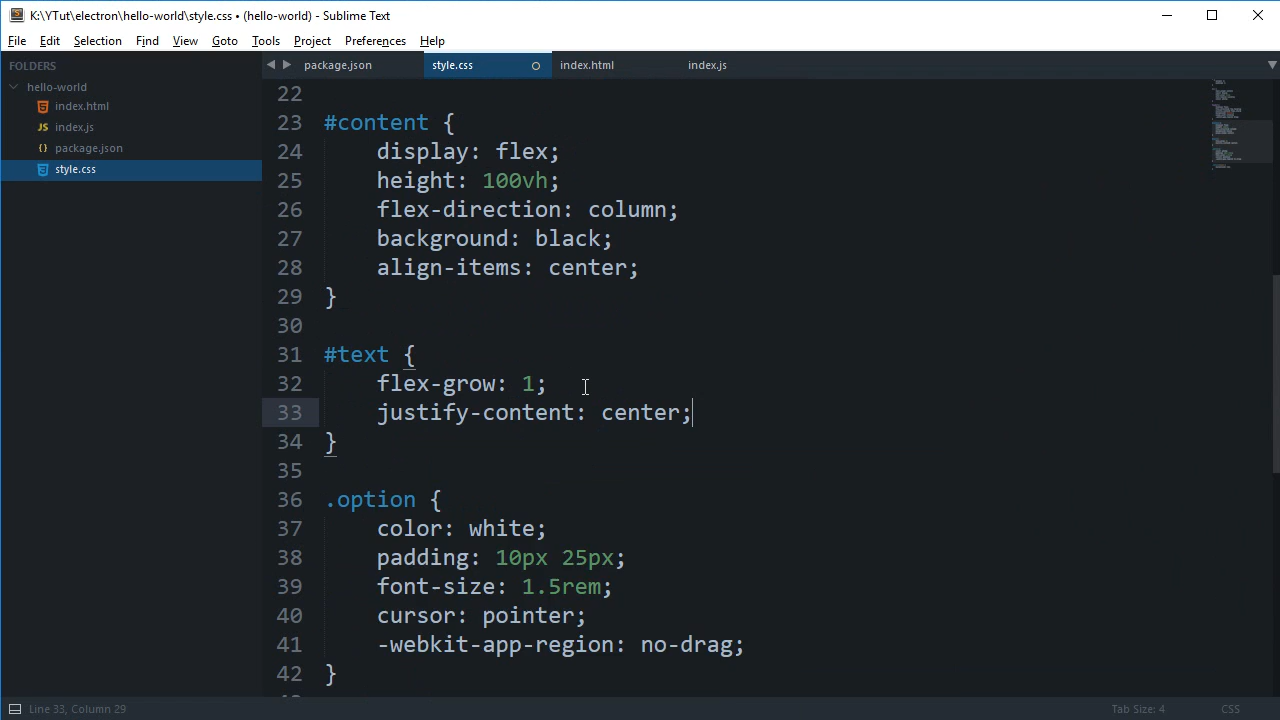 K:\YTut\electron\hello-world\style.css • (hello-world) - Sublime Text
File Edit Selection Find View Goto Tools Project Preferences Help
FOLDERS
hello-world
index.html
index.js
package.json
style.css
package.json style.css index.html index.js
22
23 #content {
24 display: flex;
25 height: 100vh;
26 flex-direction: column;
27 background: black;
28 align-items: center;
29 }
30
31 #text {
32 flex-grow: 1;
33 justify-content: center;
34 }
35
36 .option {
37 color: white;
38 padding: 10px 25px;
39 font-size: 1.5rem;
40 cursor: pointer;
41 -webkit-app-region: no-drag;
42 }
Line 33, Column 29 Tab Size: 4 CSS